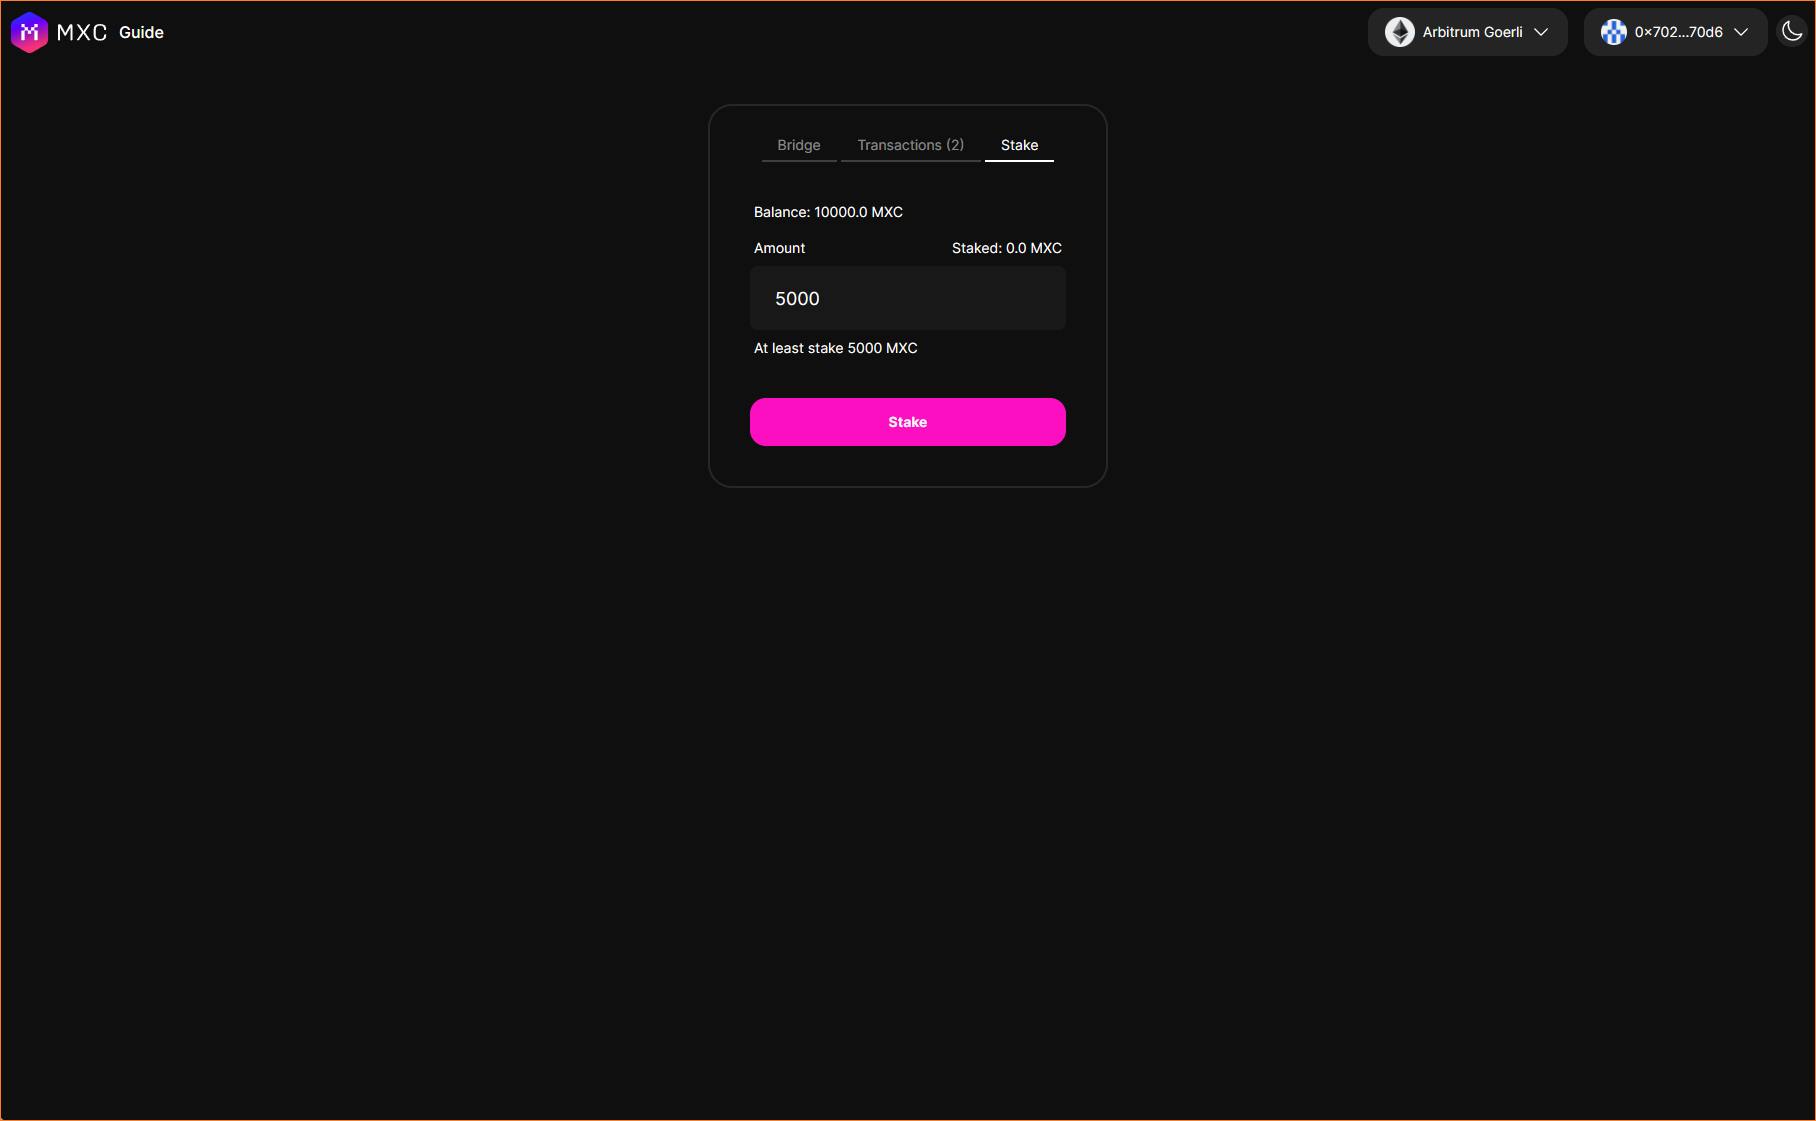 MXC Guide
Arbitrum Goerli
0×702...70d6
Bridge
Transactions (2)
Stake
Balance: 10000.0 MXC
Amount
Staked: 0.0 MXC
5000
At least stake 5000 MXC
Stake